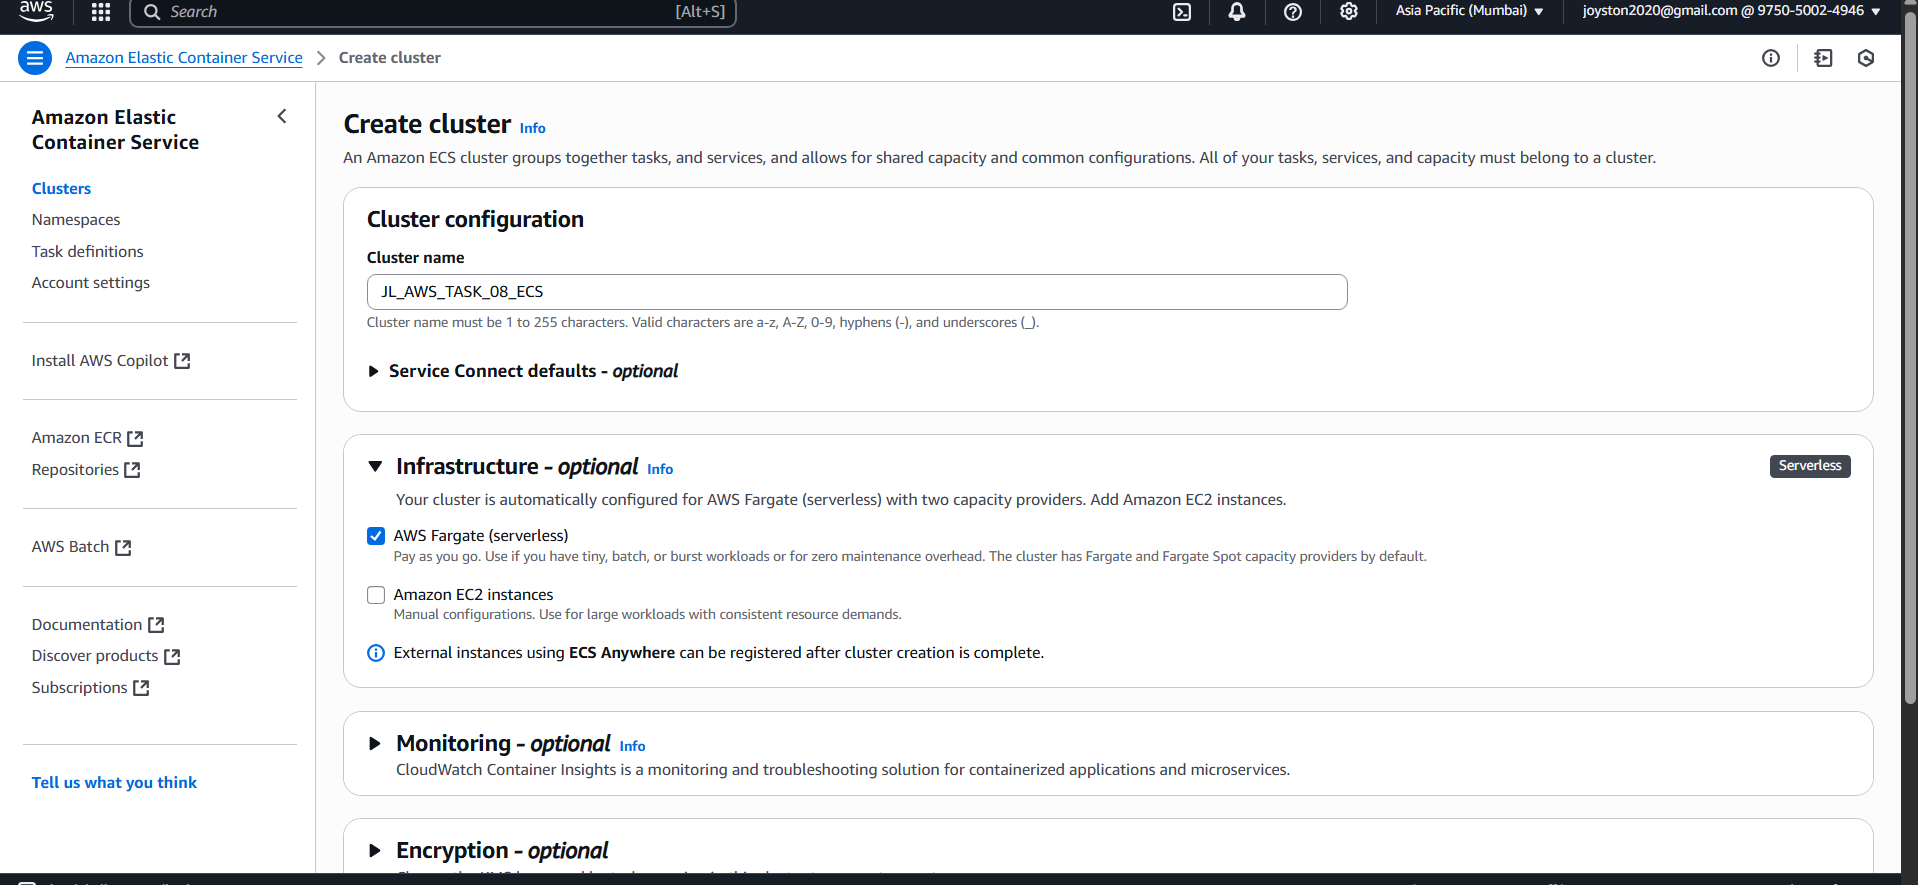 aws
Search [Alt+S]
Asia Pacific (Mumbai)
joyston2020@gmail.com @ 9750-5002-4946
Amazon Elastic Container Service
Create cluster
Amazon Elastic
Container Service
Clusters
Namespaces
Task definitions
Account settings
Install AWS Copilot
Amazon ECR
Repositories
AWS Batch
Documentation
Discover products
Subscriptions
Tell us what you think
Create cluster Info
An Amazon ECS cluster groups together tasks, and services, and allows for shared capacity and common configurations. All of your tasks, services, and capacity must belong to a cluster.
Cluster configuration
Cluster name
JL_AWS_TASK_08_ECS
Cluster name must be 1 to 255 characters. Valid characters are a-z, A-Z, 0-9, hyphens (-), and underscores (_).
Service Connect defaults - optional
Infrastructure - optional Info
Serverless
Your cluster is automatically configured for AWS Fargate (serverless) with two capacity providers. Add Amazon EC2 instances.
AWS Fargate (serverless)
Pay as you go. Use if you have tiny, batch, or burst workloads or for zero maintenance overhead. The cluster has Fargate and Fargate Spot capacity providers by default.
Amazon EC2 instances
Manual configurations. Use for large workloads with consistent resource demands.
External instances using ECS Anywhere can be registered after cluster creation is complete.
Monitoring - optional Info
CloudWatch Container Insights is a monitoring and troubleshooting solution for containerized applications and microservices.
Encryption - optional